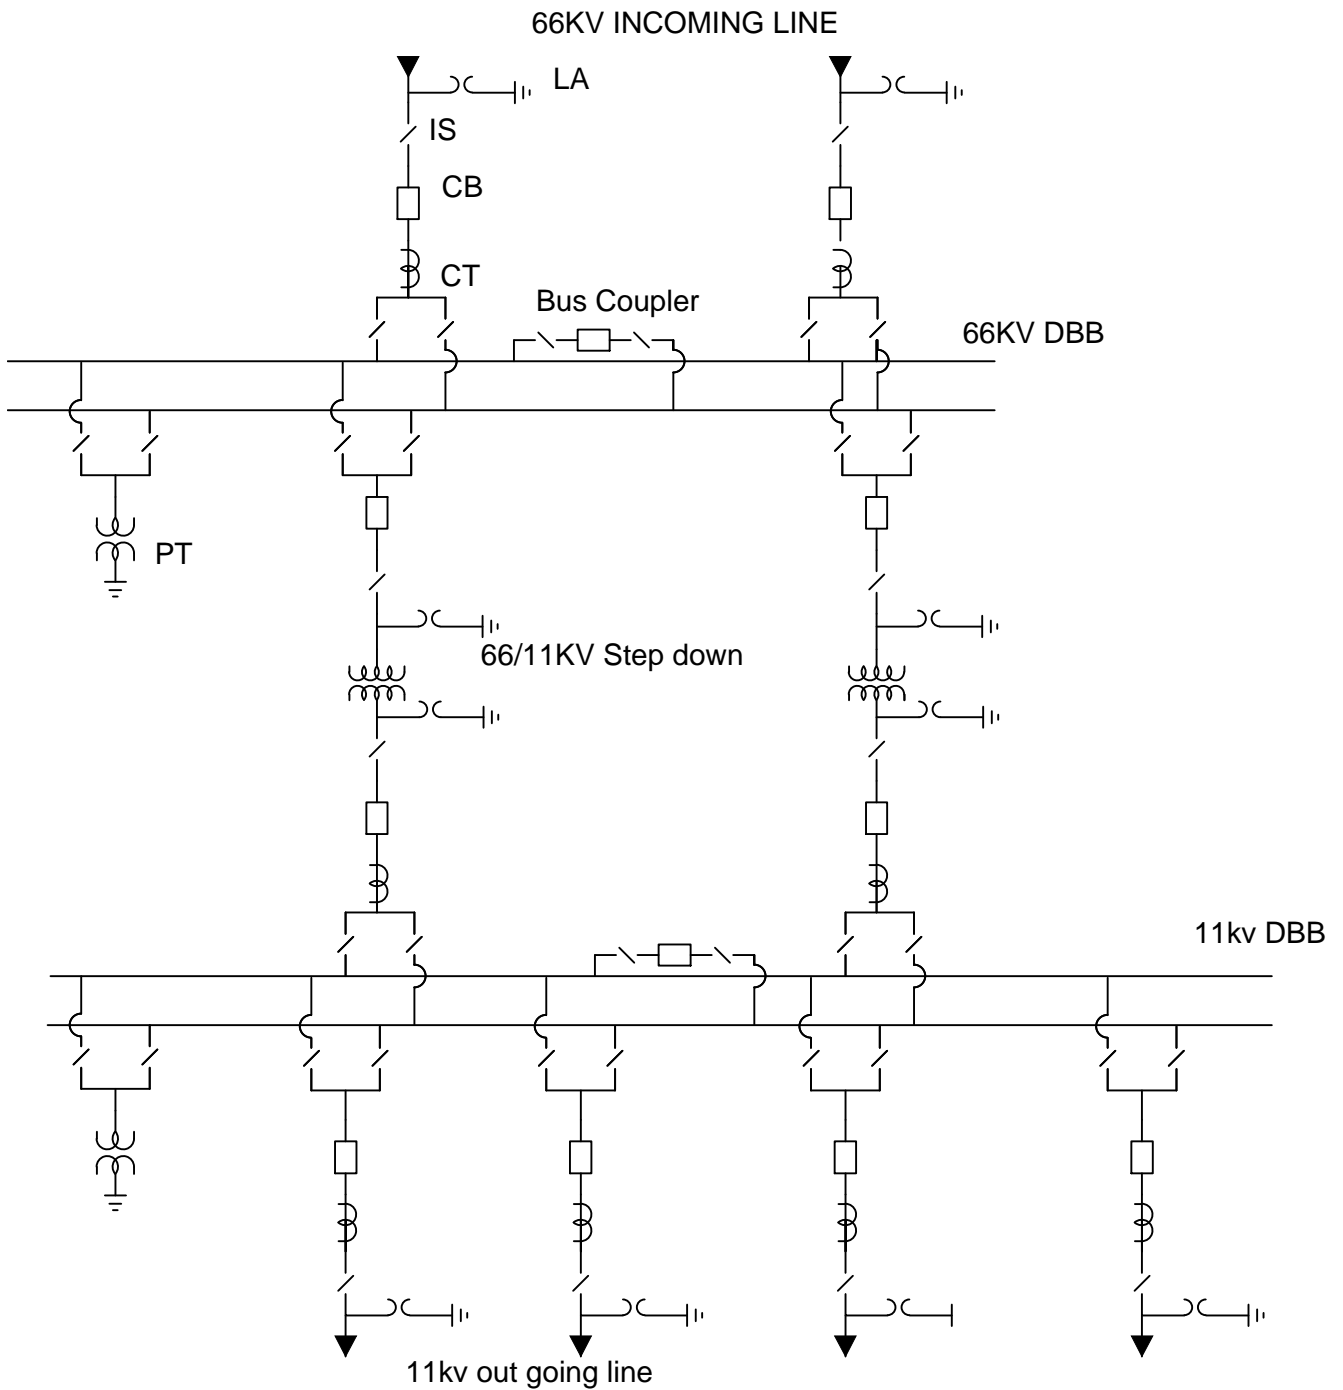 66KV INCOMING LINE
LA
IS
CB
CT
Bus Coupler
66KV DBB
PT
66/11KV Step down
11kv DBB
11kv out going line